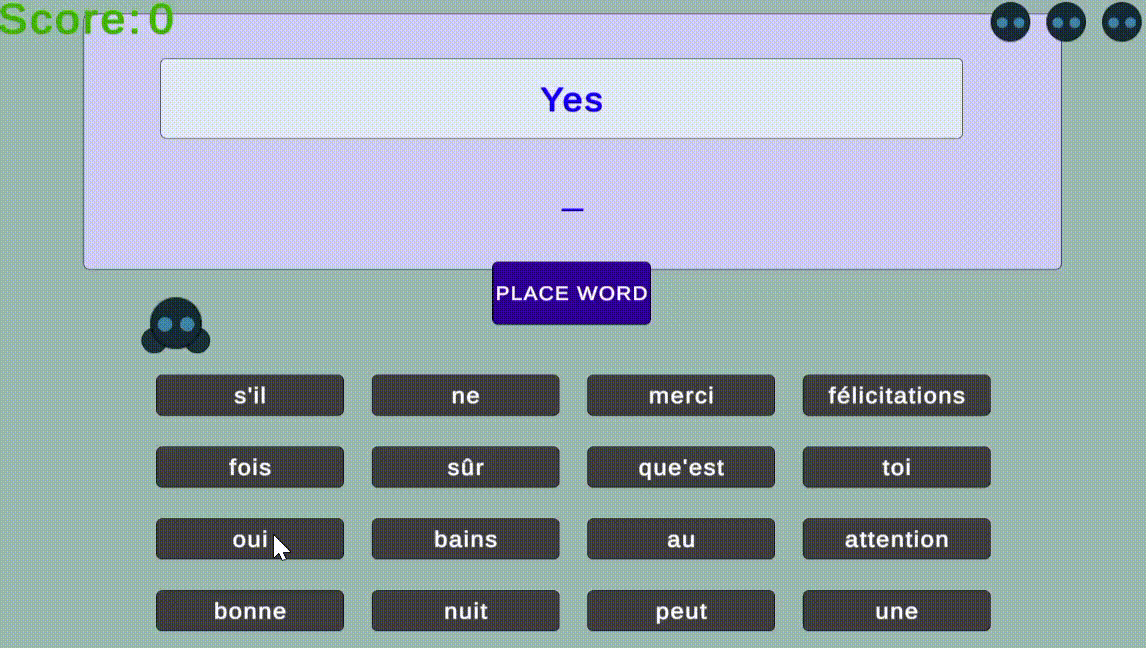 Score: 0
Yes
_
PLACE WORD
s'il ne merci félicitations
fois sûr que'est toi
oui bains au attention
bonne nuit peut une